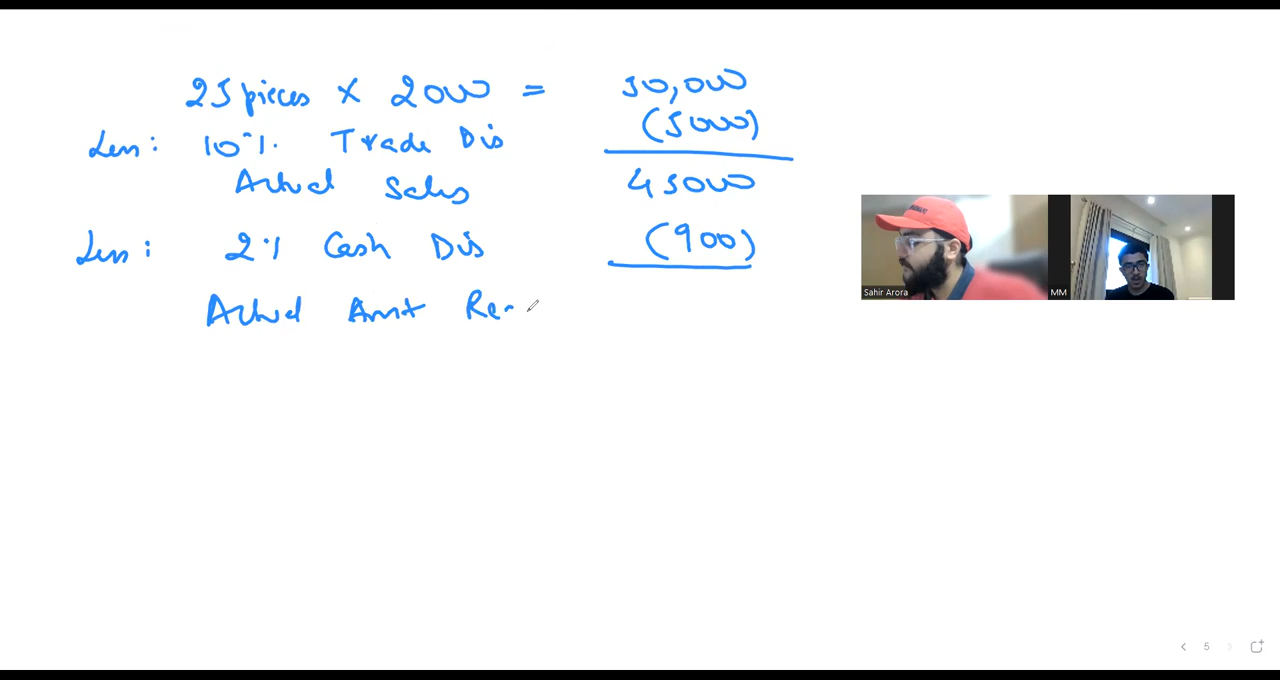 25 pieces × 2000 = 50,000
Less: 10%. Trade Dis (5000)
Actual Sales 45000
Less: 2% Cash Dis (900)
Actual Amt Re
Sahir Arora
MM
5